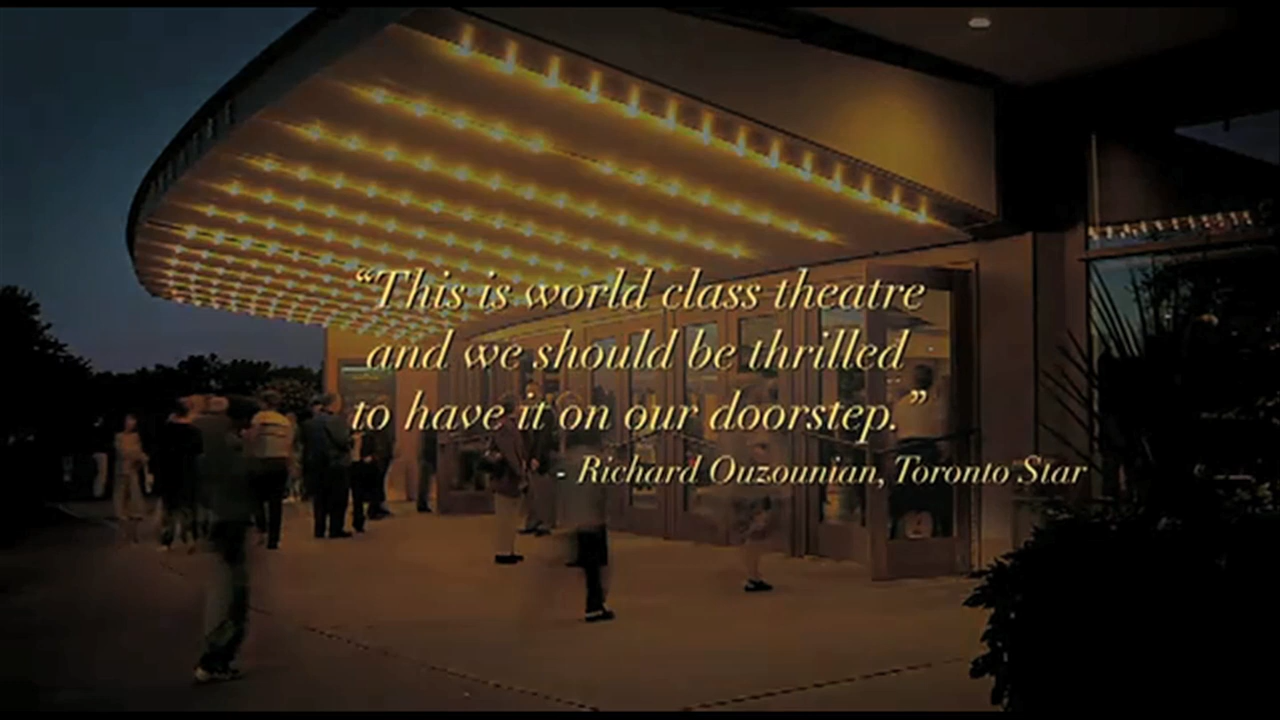 “This is world class theatre
and we should be thrilled
to have it on our doorstep.”
- Richard Ouzounian, Toronto Star